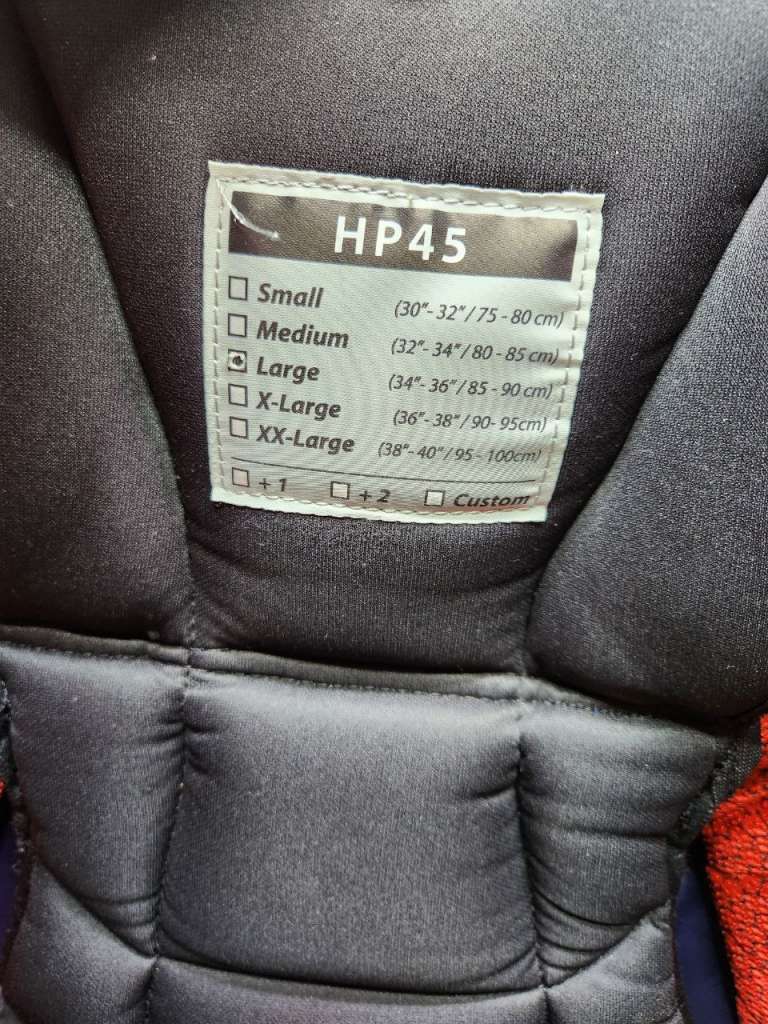 HP45
Small (30"- 32"/ 75 - 80 cm)
Medium (32"- 34"/ 80 - 85 cm)
Large (34"- 36"/ 85 - 90 cm)
X-Large (36"- 38"/ 90- 95cm)
XX-Large (38"- 40"/ 95 - 100cm)
+ 1 + 2 Custom